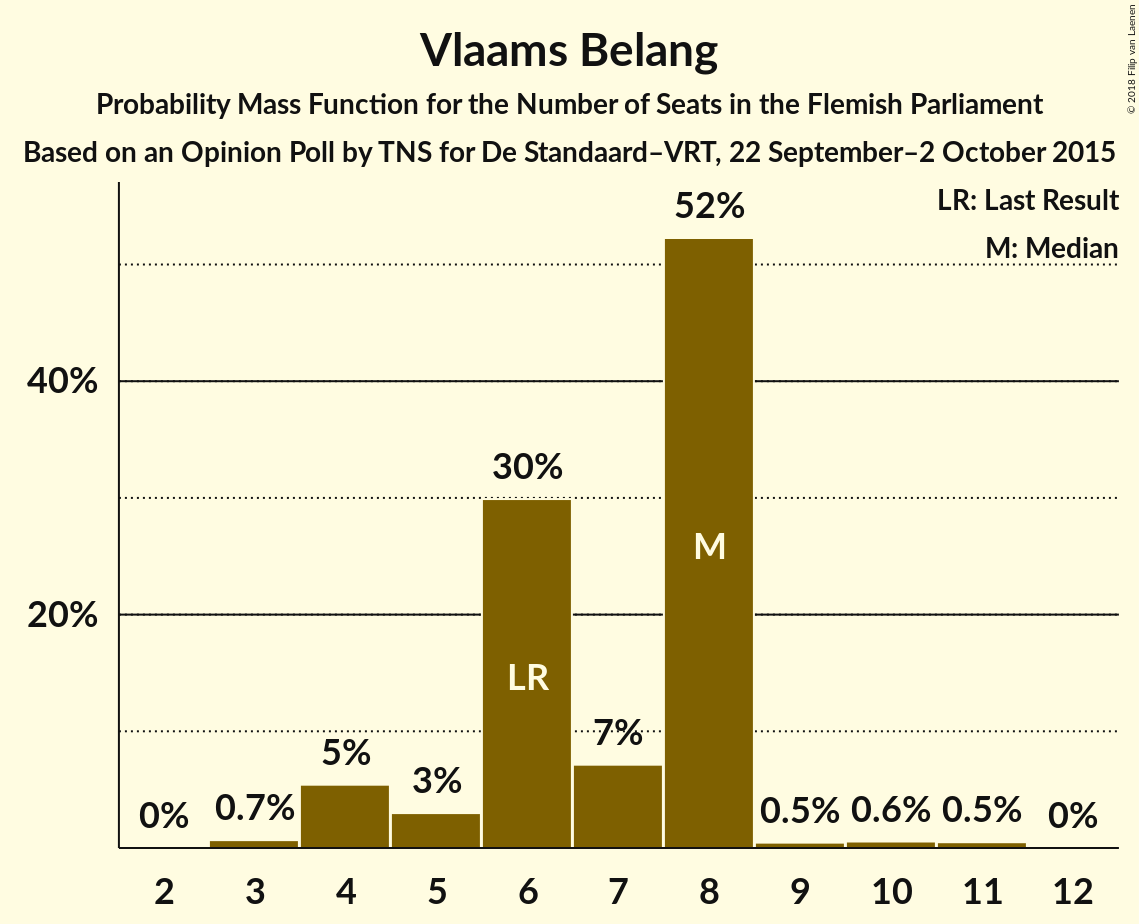 Vlaams Belang
Probability Mass Function for the Number of Seats in the Flemish Parliament
Based on an Opinion Poll by TNS for De Standaard–VRT, 22 September–2 October 2015
© 2018 Filip van Laenen
LR: Last Result
M: Median
40%
20%
0%
0.7%
5%
3%
30%
7%
52%
0.5%
0.6%
0.5%
0%
LR
M
2 3 4 5 6 7 8 9 10 11 12